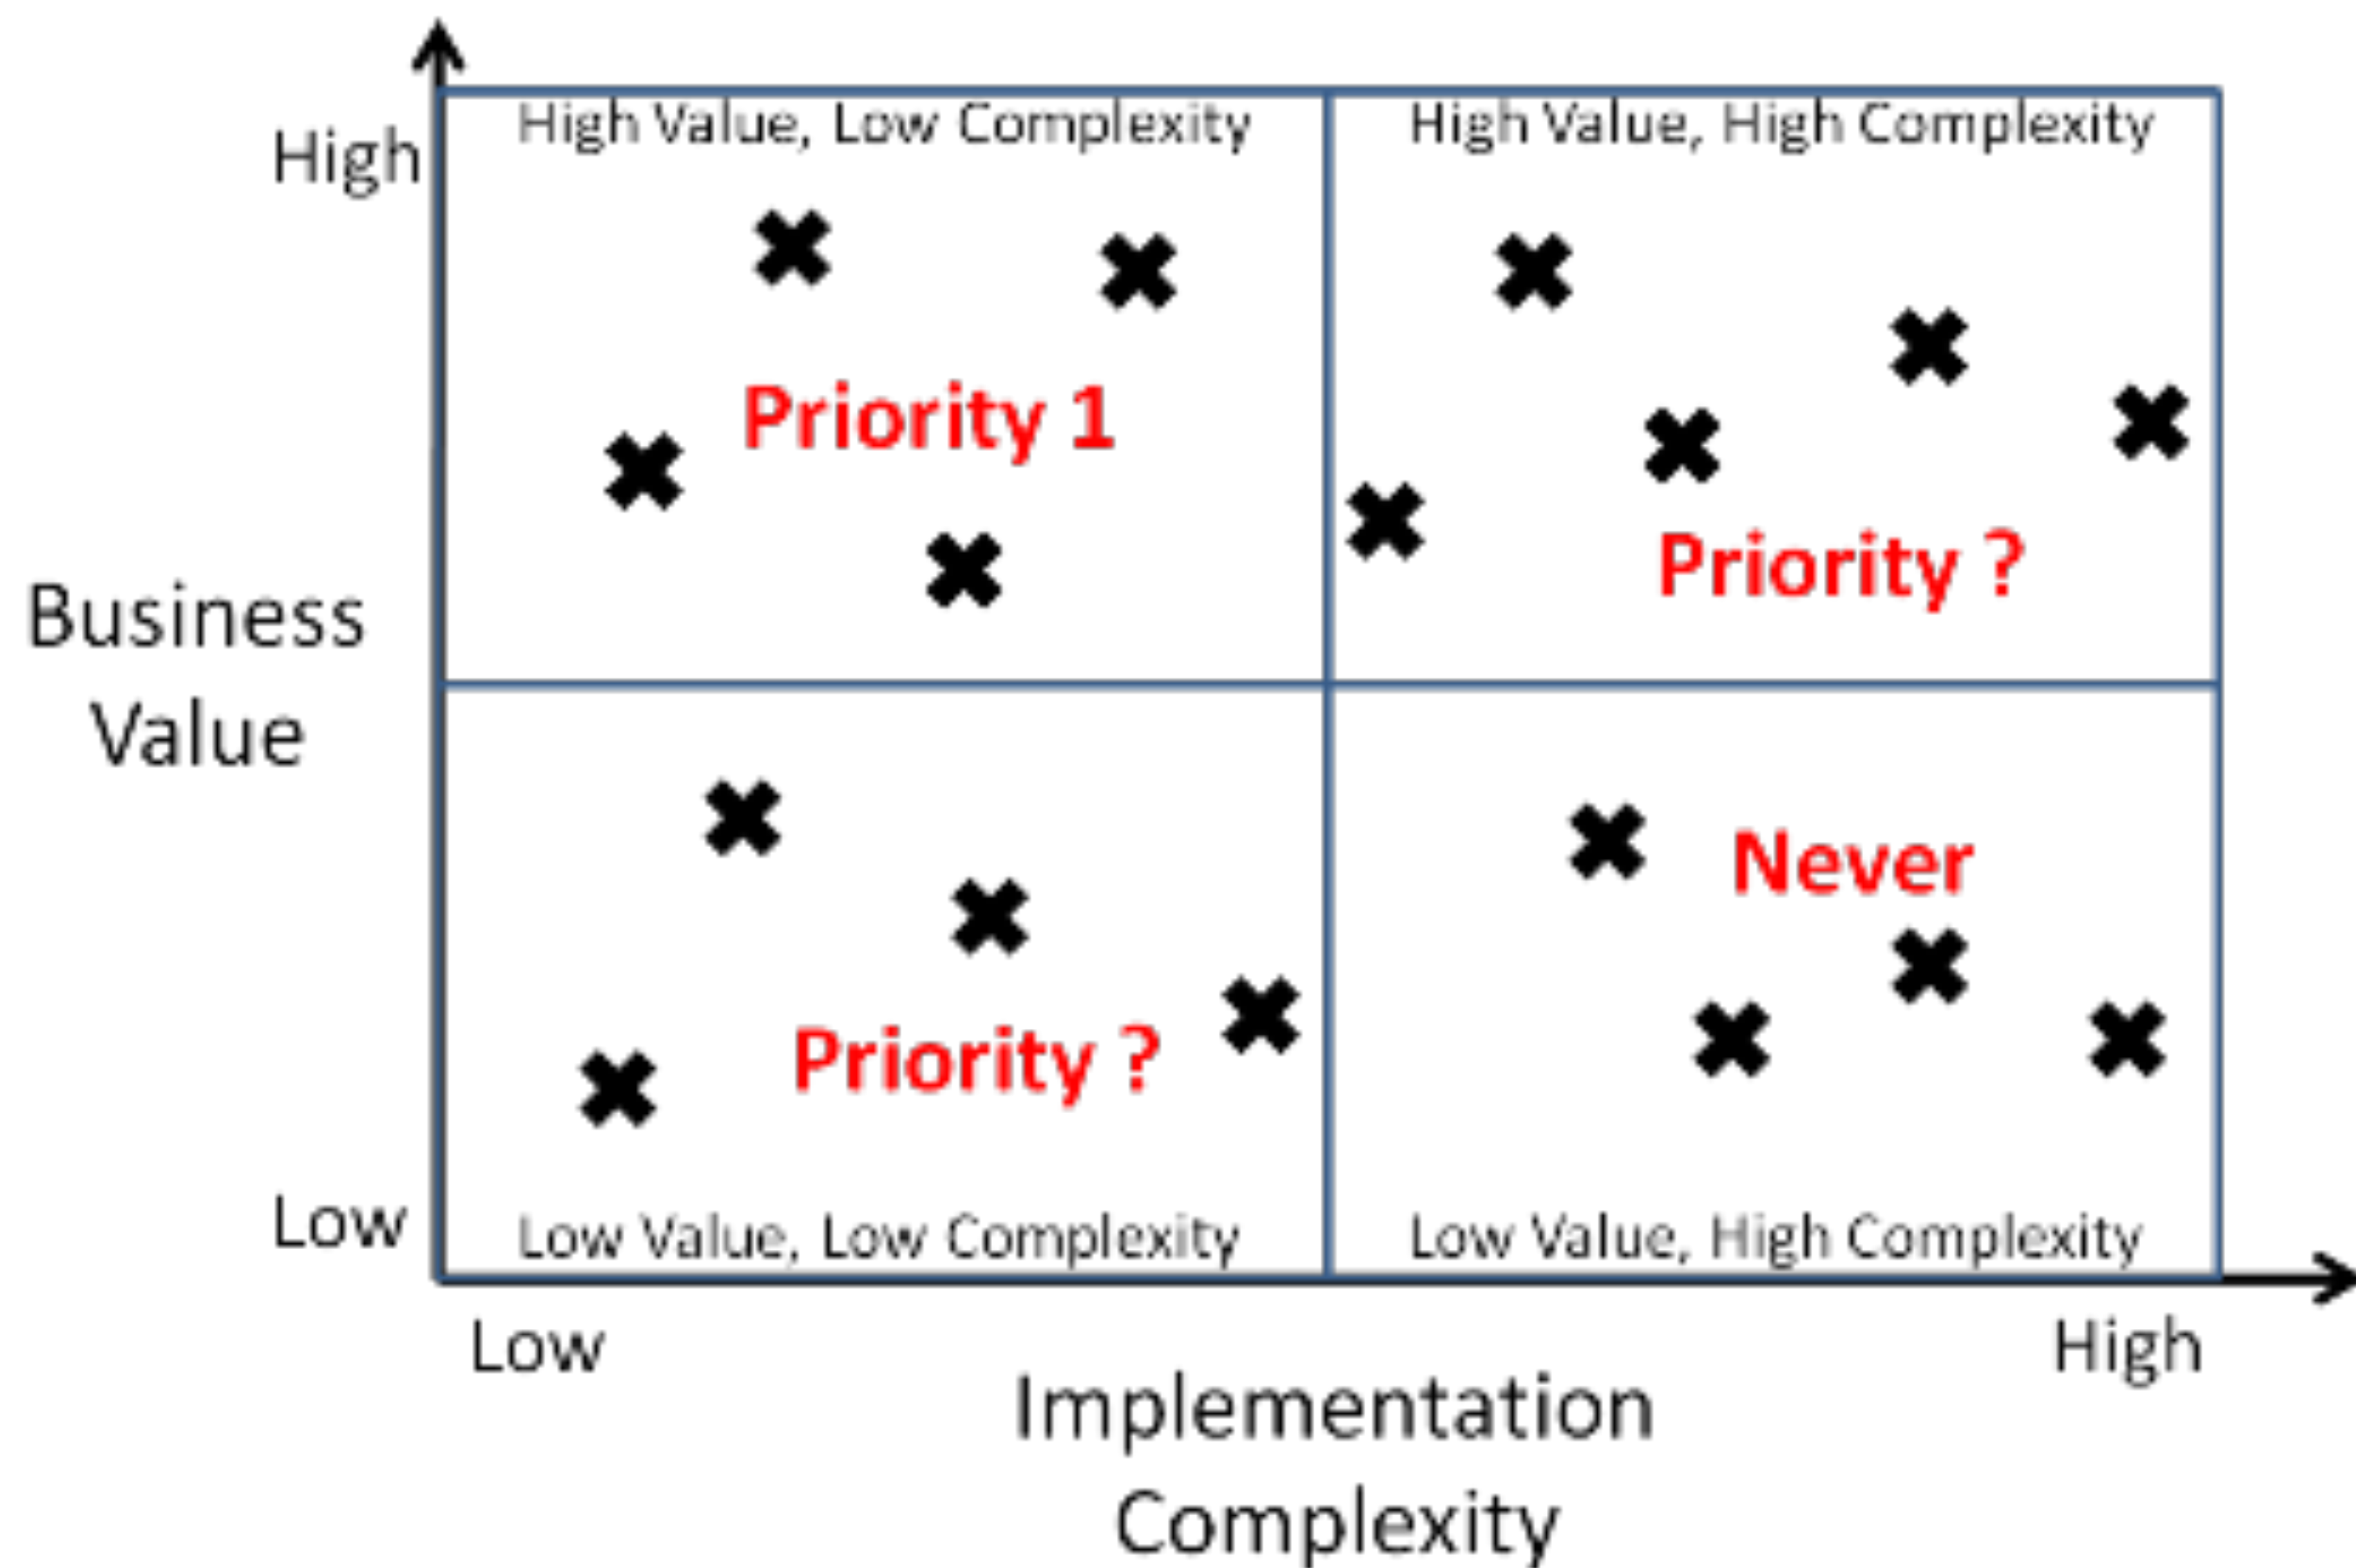 High Value, Low Complexity
High Value, High Complexity
High
Priority 1
Priority ?
Business
Value
Never
Priority ?
Low
Low Value, Low Complexity
Low Value, High Complexity
Low
High
Implementation
Complexity